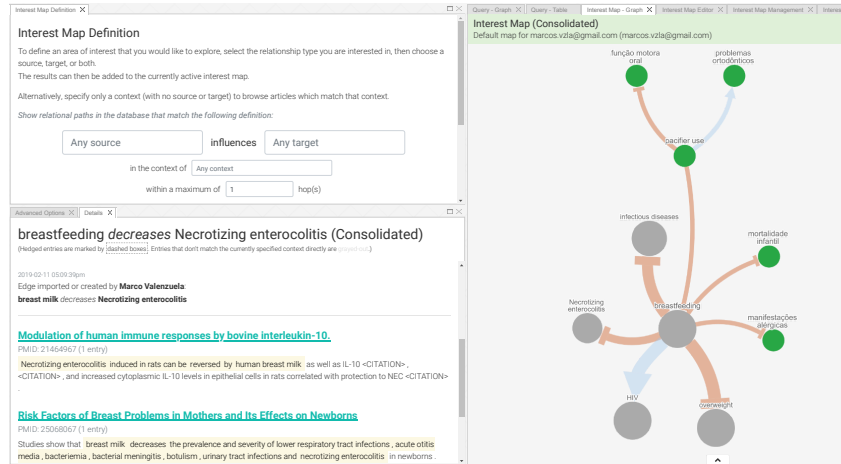 Interest Map Definition X
Interest Map Definition
To define an area of interest that you would like to explore, select the relationship type you are interested in, then choose a
source, target, or both.
The results can then be added to the currently active interest map.
Alternatively, specify only a context (with no source or target) to browse articles which match that context.
Show relational paths in the database that match the following definition:
Any source influences Any target
in the context of Any context
within a maximum of 1 hop(s)
Advanced Options X Details X
breastfeeding decreases Necrotizing enterocolitis (Consolidated)
(Hedged entries are marked by dashed boxes. Entries that don't match the currently specified context directly are grayed-out.)
2019-02-11 05:09:39pm
Edge imported or created by Marco Valenzuela:
breast milk decreases Necrotizing enterocolitis
Modulation of human immune responses by bovine interleukin-10.
PMID: 21464967 (1 entry)
Necrotizing enterocolitis induced in rats can be reversed by human breast milk as well as IL-10 <CITATION> ,
<CITATION> , and increased cytoplasmic IL-10 levels in epithelial cells in rats correlated with protection to NEC <CITATION>
.
Risk Factors of Breast Problems in Mothers and Its Effects on Newborns
PMID: 25068067 (1 entry)
Studies show that breast milk decreases the prevalence and severity of lower respiratory tract infections , acute otitis
media , bacteriemia , bacterial meningitis , botulism , urinary tract infections and necrotizing enterocolitis in newborns .
Query - Graph X Query - Table Interest Map - Graph X Interest Map Editor X Interest Map Management X Interes
Interest Map (Consolidated)
Default map for marcos.vzla@gmail.com (marcos.vzla@gmail.com)
função motora
oral
problemas
ortodônticos
pacifier use
infectious diseases
mortalidade
infantil
Necrotizing
enterocolitis
breastfeeding
manifestações
alérgicas
HIV
overweight